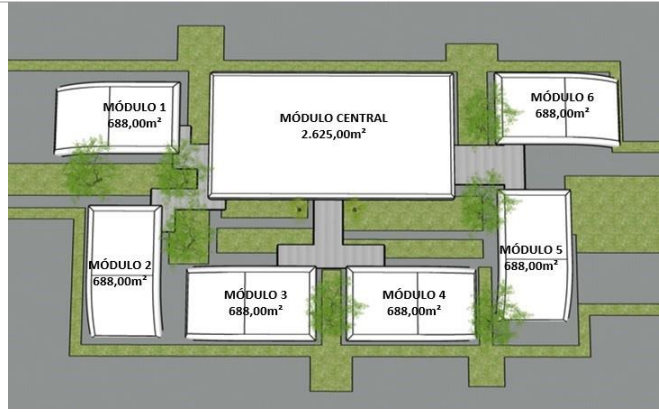 MÓDULO 1
688,00m²
MÓDULO CENTRAL
2.625,00m²
MÓDULO 6
688,00m²
MÓDULO 2
688,00m²
MÓDULO 3
688,00m²
MÓDULO 4
688,00m²
MÓDULO 5
688,00m²